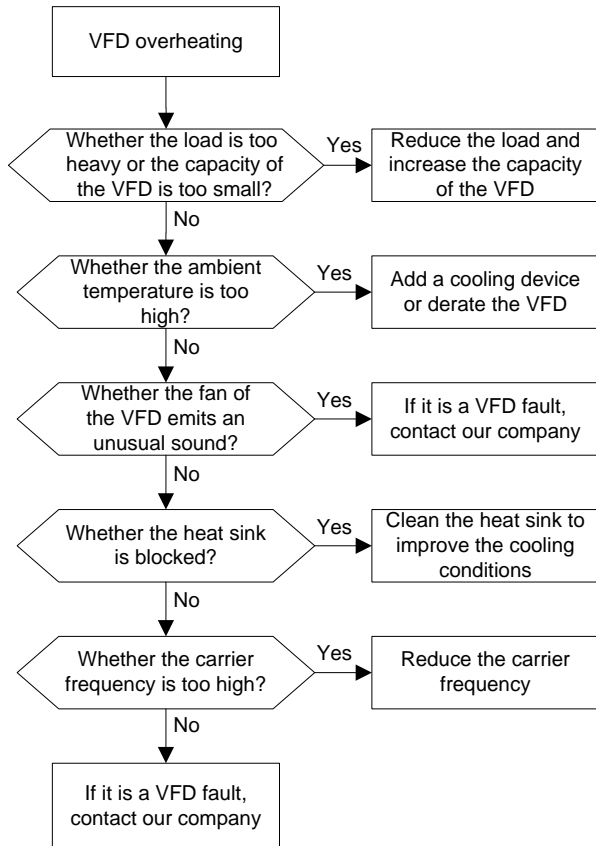 VFD overheating
Whether the load is too
heavy or the capacity of
the VFD is too small?
Yes
Reduce the load and
increase the capacity
of the VFD
No
Whether the ambient
temperature is too
high?
Yes
Add a cooling device
or derate the VFD
No
Whether the fan of
the VFD emits an
unusual sound?
Yes
If it is a VFD fault,
contact our company
No
Whether the heat sink
is blocked?
Yes
Clean the heat sink to
improve the cooling
conditions
No
Whether the carrier
frequency is too high?
Yes
Reduce the carrier
frequency
No
If it is a VFD fault,
contact our company